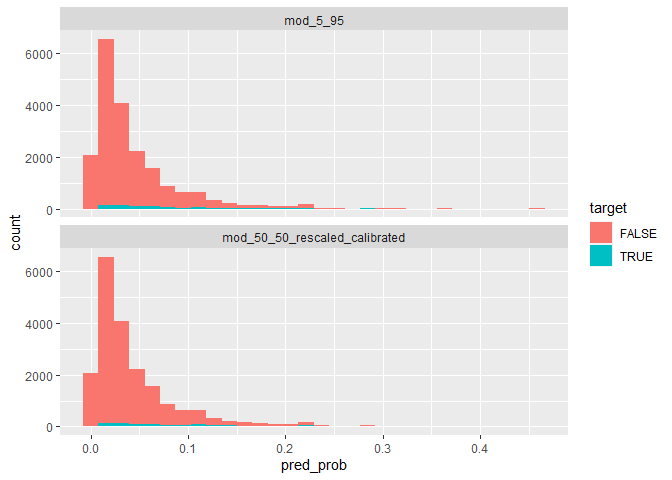 mod_5_95
6000
4000
2000
0
mod_50_50_rescaled_calibrated
6000
4000
2000
0
count
0.0 0.1 0.2 0.3 0.4
pred_prob
target
FALSE
TRUE